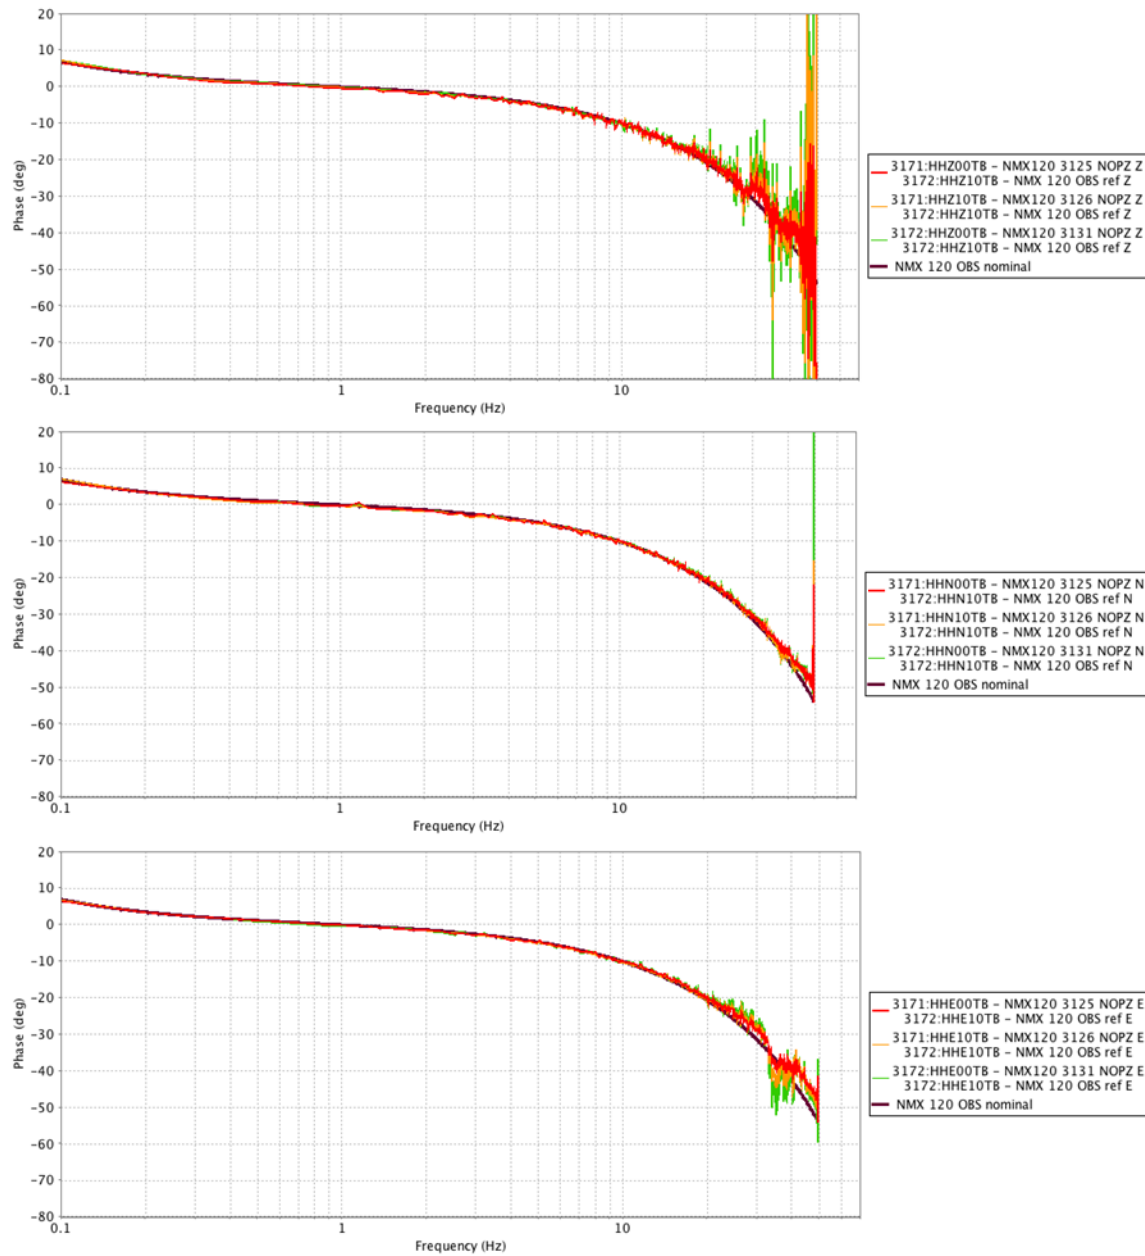 20
10
0
-10
-20
-30
-40
-50
-60
-70
-80
Phase (deg)
0.1
1
10
Frequency (Hz)
3171:HHZ00TB – NMX120 3125 NOPZ Z
3172:HHZ10TB – NMX 120 OBS ref Z
3171:HHZ10TB – NMX120 3126 NOPZ Z
3172:HHZ10TB – NMX 120 OBS ref Z
3172:HHZ00TB – NMX120 3131 NOPZ Z
3172:HHZ10TB – NMX 120 OBS ref Z
NMX 120 OBS nominal
20
10
0
-10
-20
-30
-40
-50
-60
-70
-80
Phase (deg)
0.1
1
10
Frequency (Hz)
3171:HHN00TB – NMX120 3125 NOPZ N
3172:HHN10TB – NMX 120 OBS ref N
3171:HHN10TB – NMX120 3126 NOPZ N
3172:HHN10TB – NMX 120 OBS ref N
3172:HHN00TB – NMX120 3131 NOPZ N
3172:HHN10TB – NMX 120 OBS ref N
NMX 120 OBS nominal
20
10
0
-10
-20
-30
-40
-50
-60
-70
-80
Phase (deg)
0.1
1
10
Frequency (Hz)
3171:HHE00TB – NMX120 3125 NOPZ E
3172:HHE10TB – NMX 120 OBS ref E
3171:HHE10TB – NMX120 3126 NOPZ E
3172:HHE10TB – NMX 120 OBS ref E
3172:HHE00TB – NMX120 3131 NOPZ E
3172:HHE10TB – NMX 120 OBS ref E
NMX 120 OBS nominal